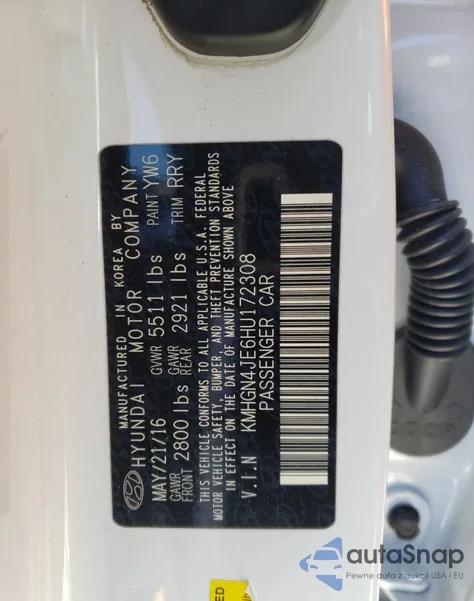 MANUFACTURED IN KOREA BY
HYUNDAI MOTOR COMPANY
MAY/21/16 GVWR 5511 lbs PAINT YW6
GAWR FRONT 2800 lbs GAWR REAR 2921 lbs TRIM RRY
THIS VEHICLE CONFORMS TO ALL APPLICABLE U.S.A. FEDERAL
MOTOR VEHICLE SAFETY, BUMPER, AND THEFT PREVENTION STANDARDS
IN EFFECT ON THE DATE OF MANUFACTURE SHOWN ABOVE
V.I.N KMHGN4JE6HU172308
PASSENGER CAR
ED
autaSnap
Pewne auto z aukcji USA i EU